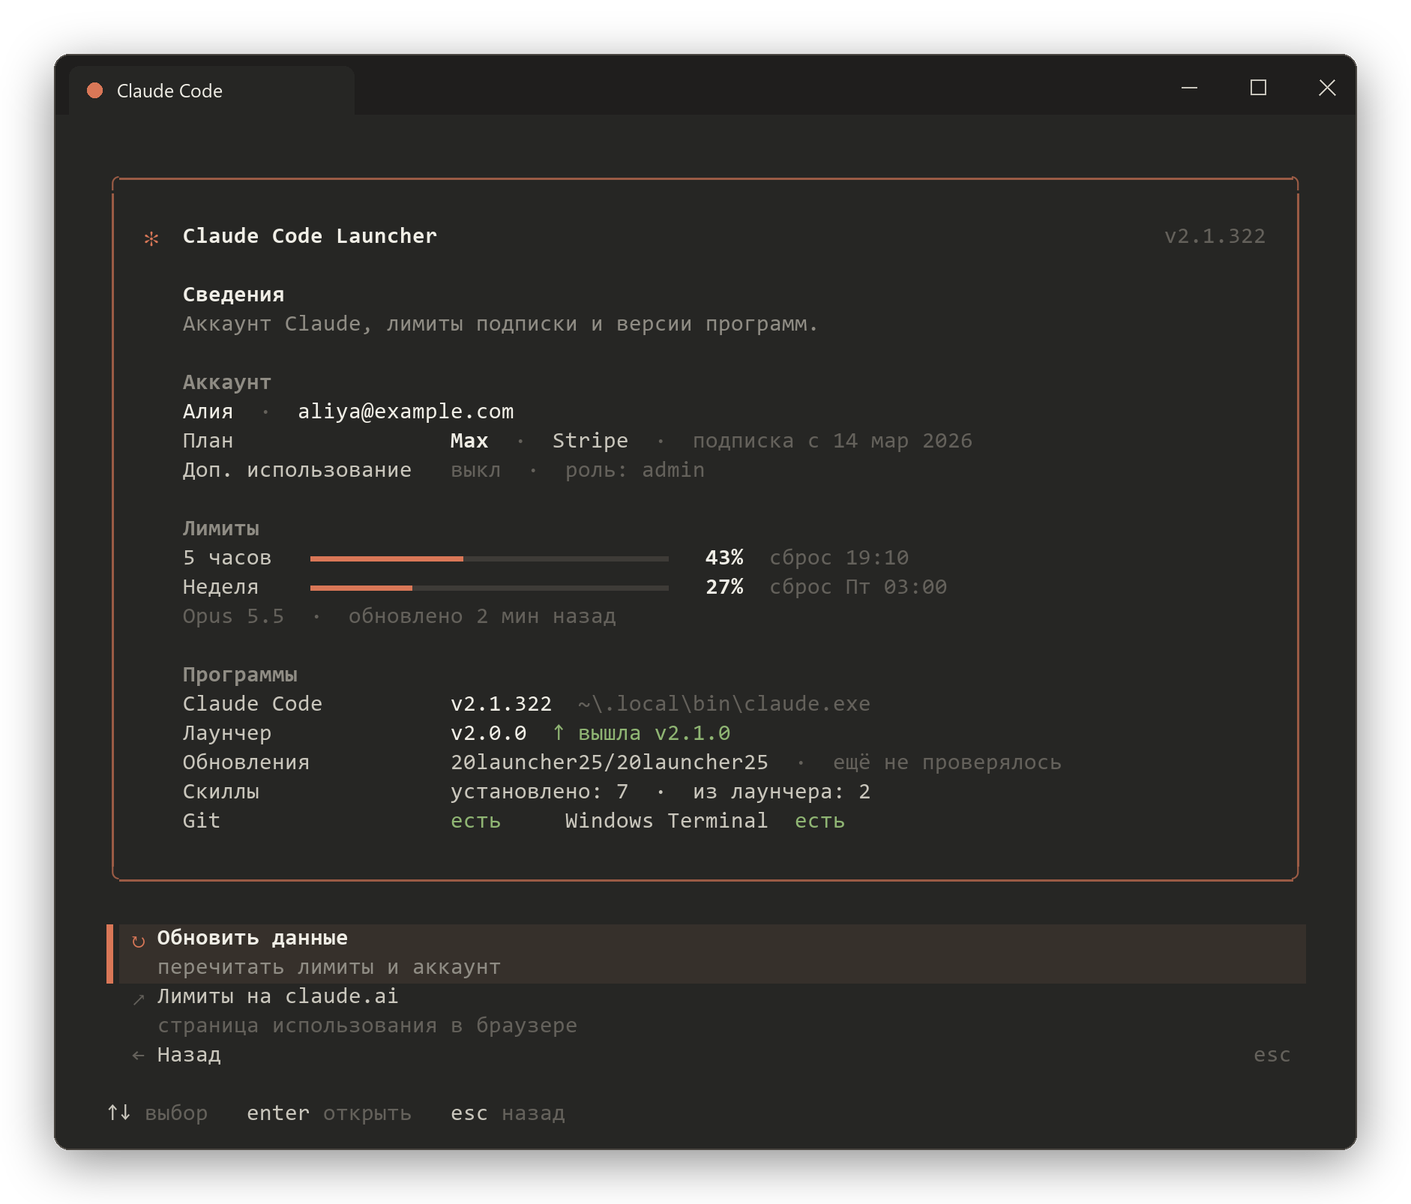 Claude Code
✻ Claude Code Launcher v2.1.322
Сведения
Аккаунт Claude, лимиты подписки и версии программ.
Аккаунт
Алия · aliya@example.com
План Max · Stripe · подписка с 14 мар 2026
Доп. использование выкл · роль: admin
Лимиты
5 часов 43% сброс 19:10
Неделя 27% сброс Пт 03:00
Opus 5.5 · обновлено 2 мин назад
Программы
Claude Code v2.1.322 ~\.local\bin\claude.exe
Лаунчер v2.0.0 ↑ вышла v2.1.0
Обновления 20launcher25/20launcher25 · ещё не проверялось
Скиллы установлено: 7 · из лаунчера: 2
Git есть Windows Terminal есть
↻ Обновить данные
перечитать лимиты и аккаунт
↗ Лимиты на claude.ai
страница использования в браузере
← Назад esc
↑↓ выбор enter открыть esc назад